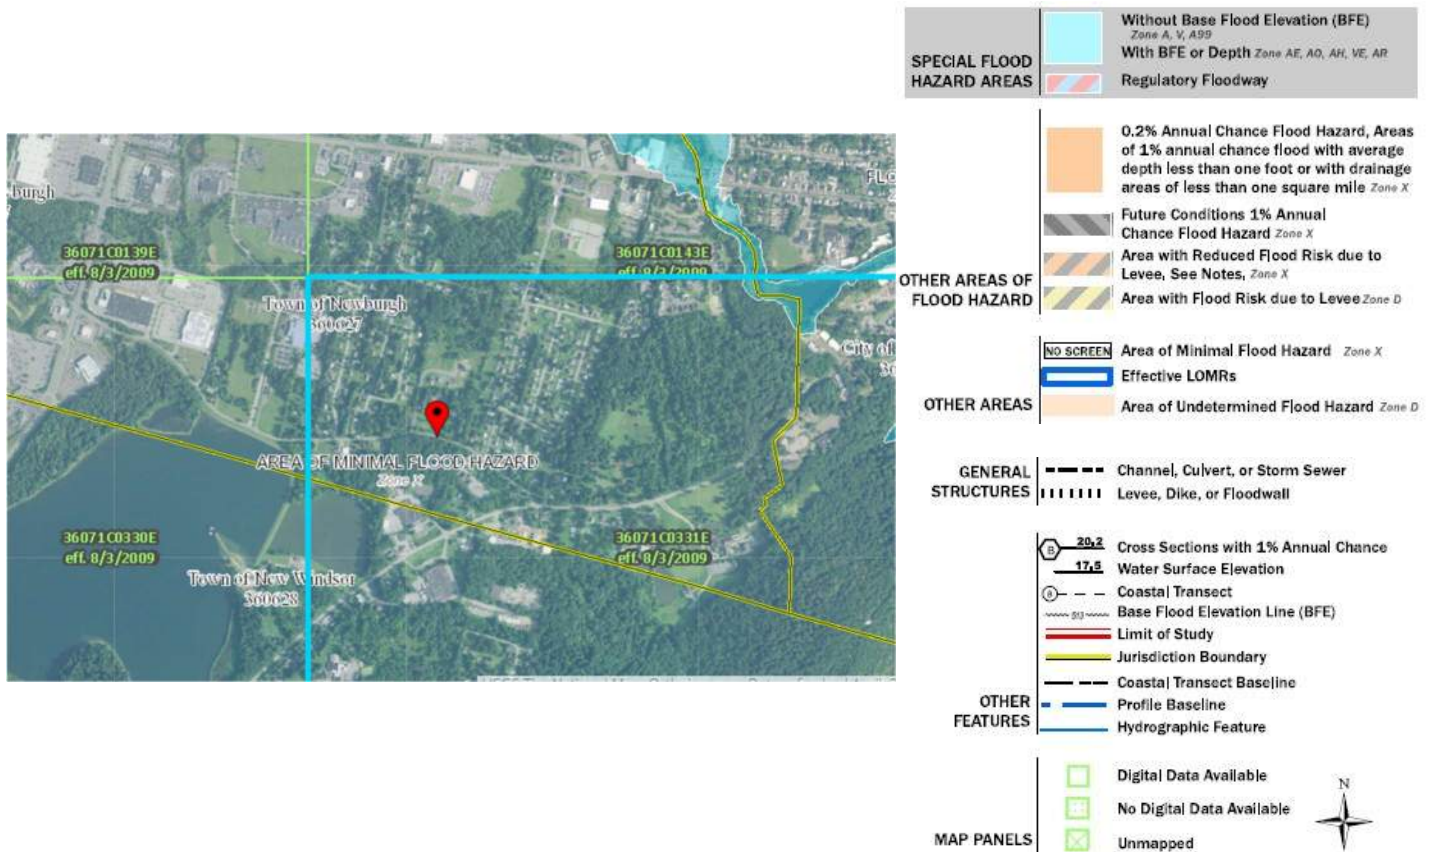 burgh
36071C0139E
eff. 8/3/2009
36071C0143E
eff. 8/3/2009
Town of Newburgh
360627
City of
36
AREA OF MINIMAL FLOOD HAZARD
Zone X
36071C0330E
eff. 8/3/2009
36071C0331E
eff. 8/3/2009
Town of New Windsor
360628
FLO
SPECIAL FLOOD
HAZARD AREAS
Without Base Flood Elevation (BFE)
Zone A, V, A99
With BFE or Depth Zone AE, AO, AH, VE, AR
Regulatory Floodway
OTHER AREAS OF
FLOOD HAZARD
0.2% Annual Chance Flood Hazard, Areas
of 1% annual chance flood with average
depth less than one foot or with drainage
areas of less than one square mile Zone X
Future Conditions 1% Annual
Chance Flood Hazard Zone X
Area with Reduced Flood Risk due to
Levee, See Notes, Zone X
Area with Flood Risk due to Levee Zone D
OTHER AREAS
NO SCREEN Area of Minimal Flood Hazard Zone X
Effective LOMRs
Area of Undetermined Flood Hazard Zone D
GENERAL
STRUCTURES
Channel, Culvert, or Storm Sewer
Levee, Dike, or Floodwall
OTHER
FEATURES
B 20.2 Cross Sections with 1% Annual Chance
17.5 Water Surface Elevation
8 Coastal Transect
513 Base Flood Elevation Line (BFE)
Limit of Study
Jurisdiction Boundary
Coastal Transect Baseline
Profile Baseline
Hydrographic Feature
MAP PANELS
Digital Data Available
No Digital Data Available
Unmapped
N